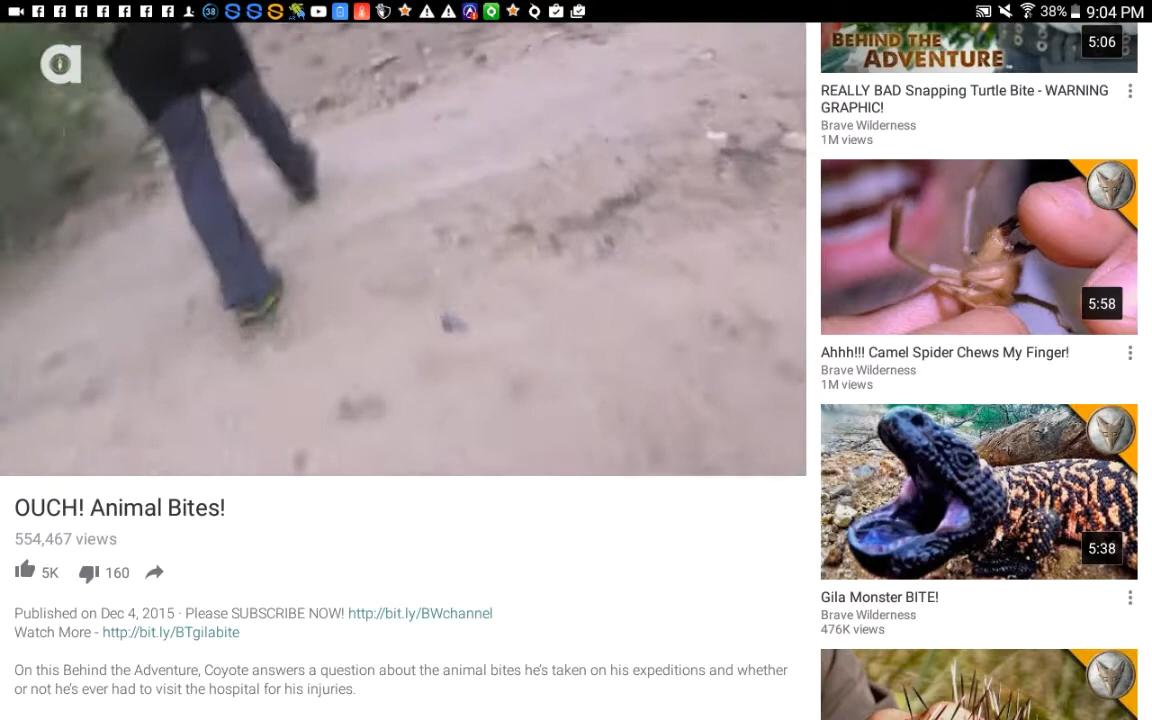 38
38% 9:04 PM
a
BEHIND THE
ADVENTURE
5:06
REALLY BAD Snapping Turtle Bite - WARNING
GRAPHIC!
Brave Wilderness
1M views
5:58
Ahhh!!! Camel Spider Chews My Finger!
Brave Wilderness
1M views
5:38
Gila Monster BITE!
Brave Wilderness
476K views
OUCH! Animal Bites!
554,467 views
5K 160
Published on Dec 4, 2015 · Please SUBSCRIBE NOW! http://bit.ly/BWchannel
Watch More - http://bit.ly/BTgilabite
On this Behind the Adventure, Coyote answers a question about the animal bites he's taken on his expeditions and whether
or not he's ever had to visit the hospital for his injuries.